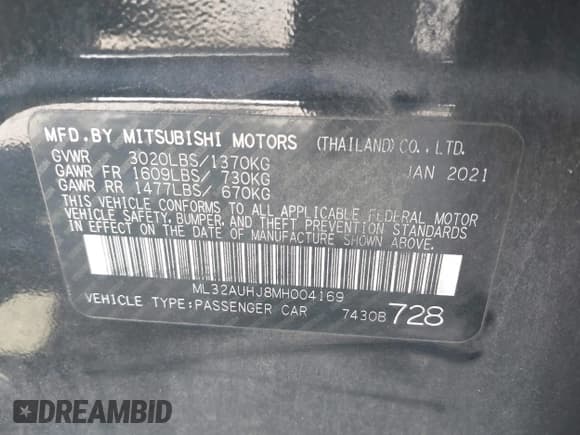 MFD.BY MITSUBISHI MOTORS (THAILAND)CO.,LTD.
GVWR 3020LBS/1370KG JAN 2021
GAWR FR 1609LBS/ 730KG
GAWR RR 1477LBS/ 670KG
THIS VEHICLE CONFORMS TO ALL APPLICABLE FEDERAL MOTOR
VEHICLE SAFETY, BUMPER, AND THEFT PREVENTION STANDARDS
IN EFFECT ON THE DATE OF MANUFACTURE SHOWN ABOVE.
ML32AUHJ8MH004169
VEHICLE TYPE:PASSENGER CAR 7430B 728
DREAMBID